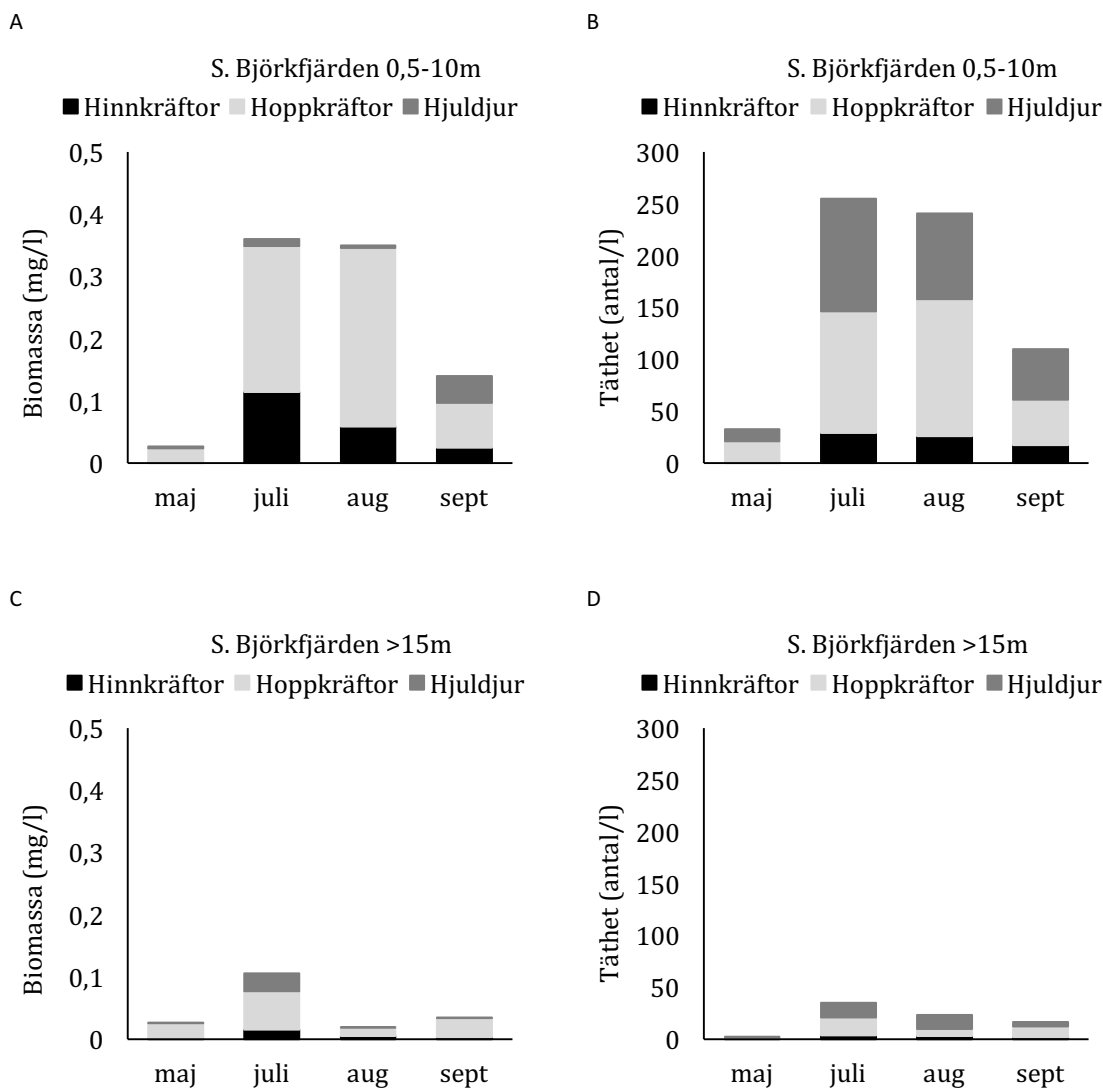 A
S. Björkfjärden 0,5-10m
Hinnkräftor Hoppkräftor Hjuldjur
Biomassa (mg/l)
0,5
0,4
0,3
0,2
0,1
0
maj juli aug sept
B
S. Björkfjärden 0,5-10m
Hinnkräftor Hoppkräftor Hjuldjur
Täthet (antal/l)
300
250
200
150
100
50
0
maj juli aug sept
C
S. Björkfjärden >15m
Hinnkräftor Hoppkräftor Hjuldjur
Biomassa (mg/l)
0,5
0,4
0,3
0,2
0,1
0
maj juli aug sept
D
S. Björkfjärden >15m
Hinnkräftor Hoppkräftor Hjuldjur
Täthet (antal/l)
300
250
200
150
100
50
0
maj juli aug sept